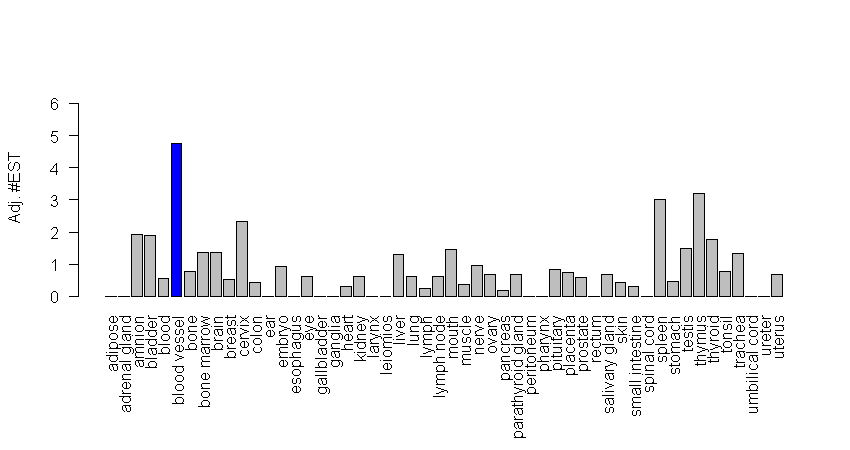 Adj. #EST
6
5
4
3
2
1
0
adipose
adrenal gland
amnion
bladder
blood
blood vessel
bone
bone marrow
brain
breast
cervix
colon
ear
embryo
esophagus
eye
gallbladder
ganglia
heart
kidney
larynx
leiomios
liver
lung
lymph
lymph node
mouth
muscle
nerve
ovary
pancreas
parathyroid gland
peritoneum
pharynx
pituitary
placenta
prostate
rectum
salivary gland
skin
small intestine
spinal cord
spleen
stomach
testis
thymus
thyroid
tonsil
trachea
umbilical cord
ureter
uterus